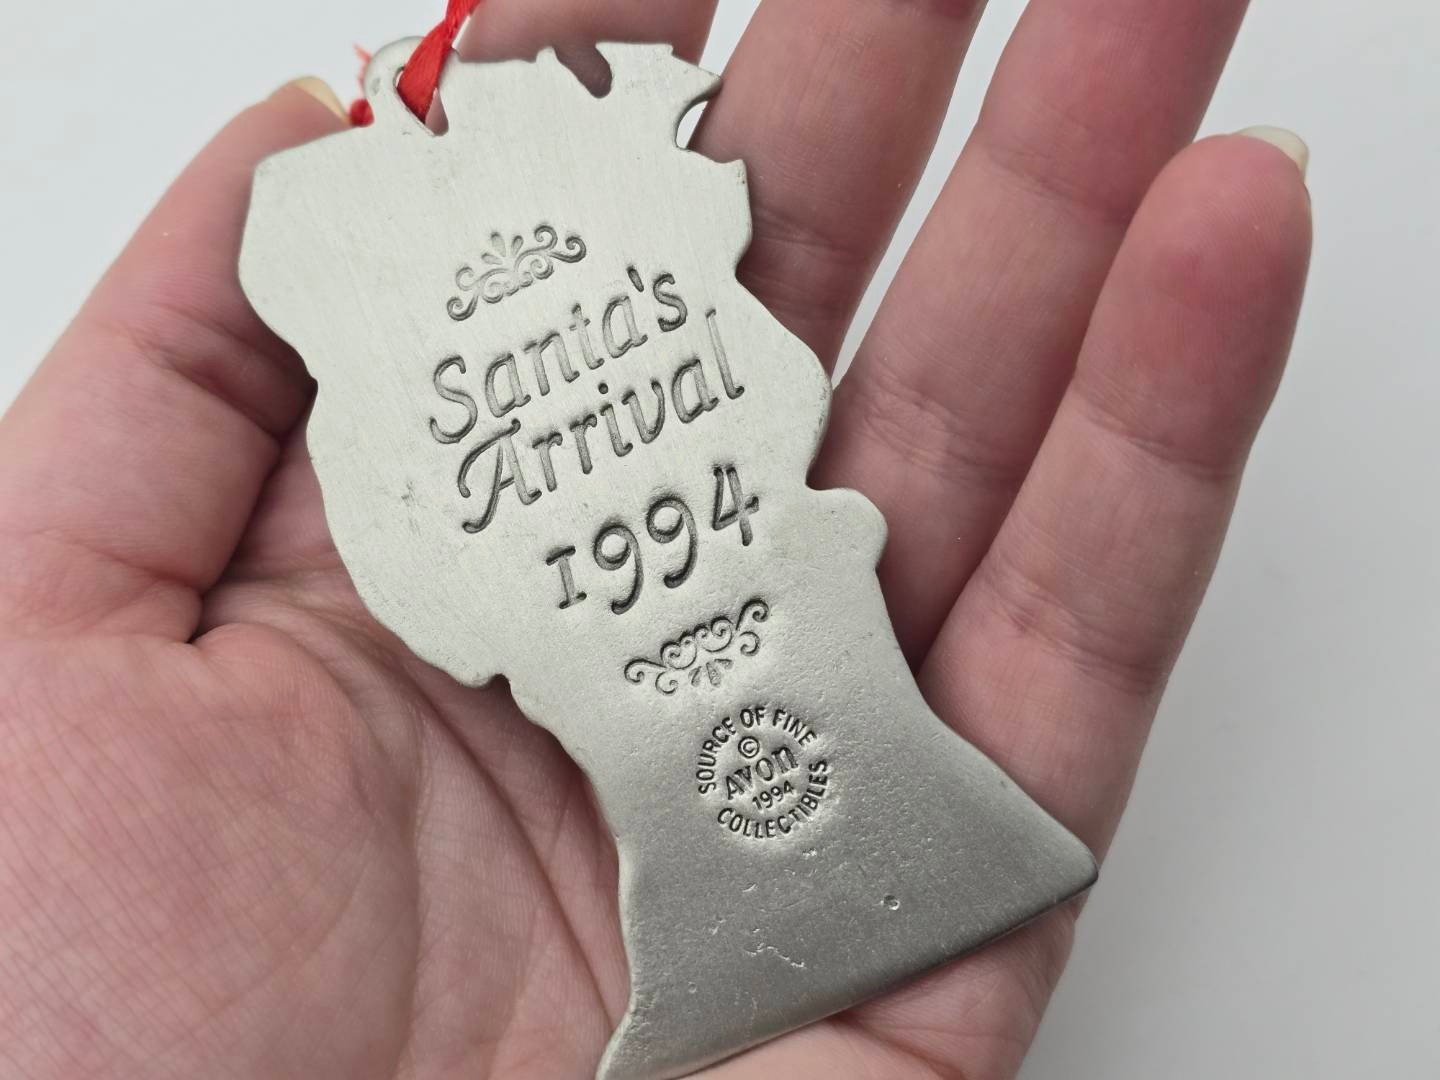 Santa's
Arrival
1994
SOURCE OF FINE
©
AVON
1994
COLLECTIBLES